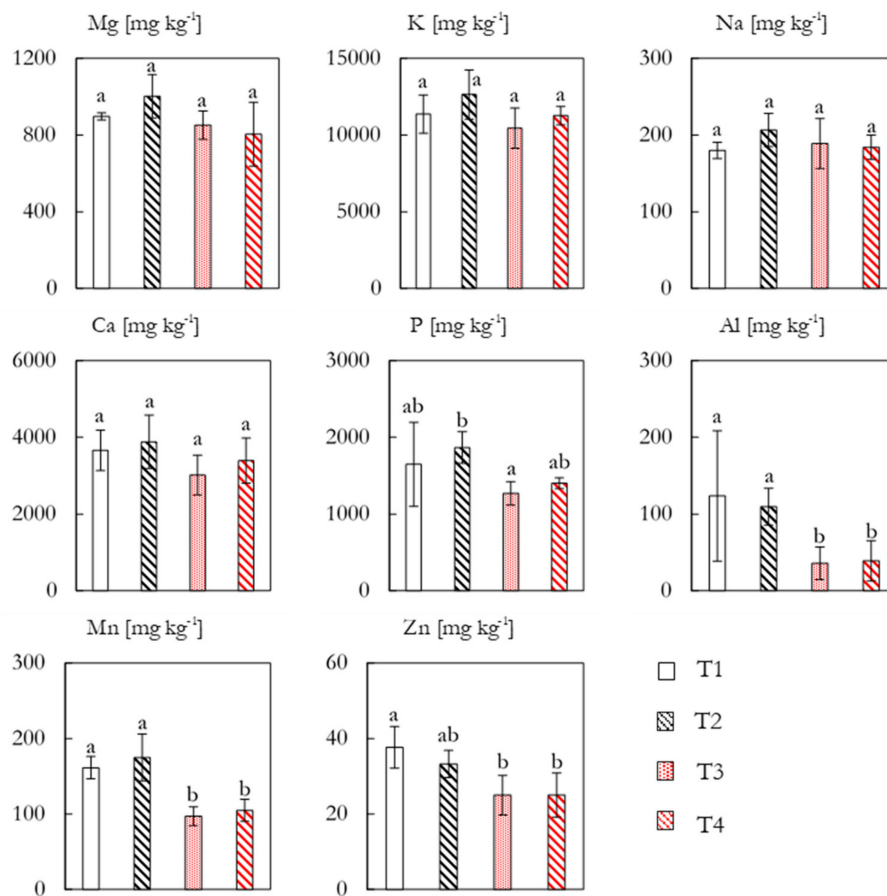 Mg [mg kg⁻¹] K [mg kg⁻¹] Na [mg kg⁻¹]
1200 15000 300
a a a a a a a a
800 10000 200
a a a a
400 5000 100
0 0 0
Ca [mg kg⁻¹] P [mg kg⁻¹] Al [mg kg⁻¹]
6000 3000 300
a a a a ab b a ab a a b b
4000 2000 200
2000 1000 100
0 0 0
Mn [mg kg⁻¹] Zn [mg kg⁻¹]
300 60
a a b b a ab b b
200 40
100 20
0 0
T1
T2
T3
T4